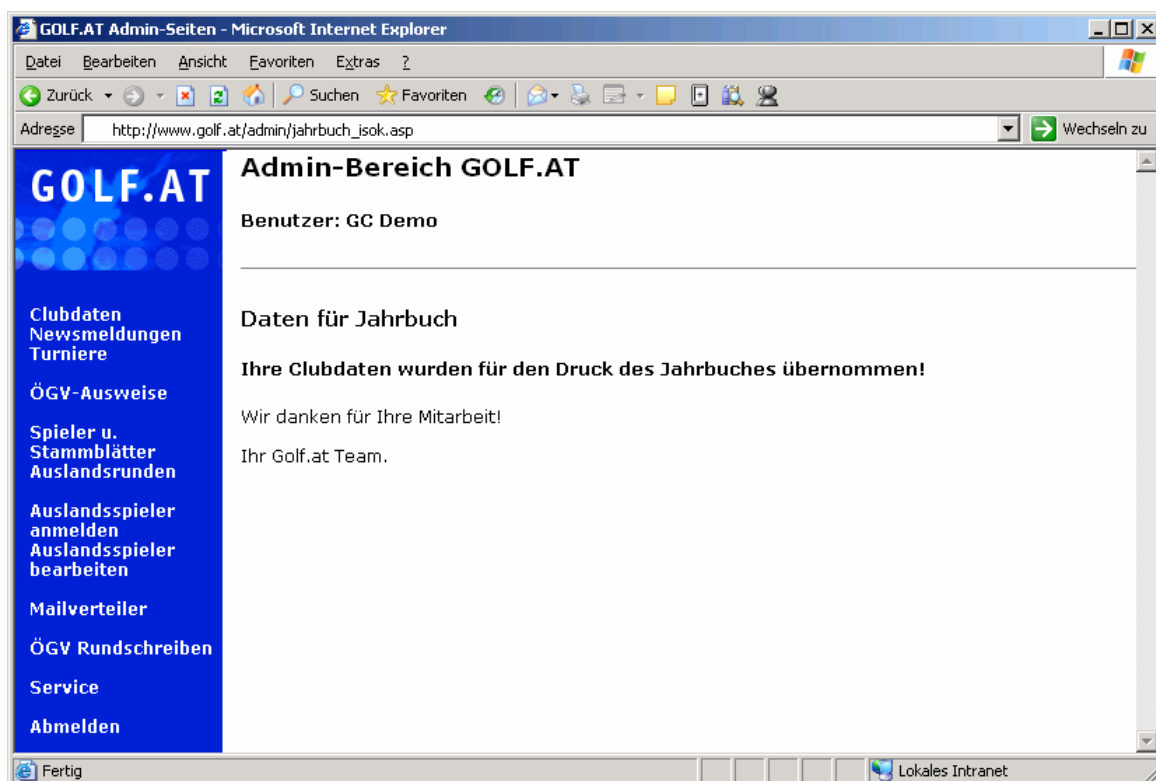 GOLF.AT Admin-Seiten - Microsoft Internet Explorer
Datei Bearbeiten Ansicht Favoriten Extras ?
Zurück Suchen Favoriten
Adresse http://www.golf.at/admin/jahrbuch_isok.asp Wechseln zu
GOLF.AT
Clubdaten
Newsmeldungen
Turniere
ÖGV-Ausweise
Spieler u.
Stammblätter
Auslandsrunden
Auslandsspieler
anmelden
Auslandsspieler
bearbeiten
Mailverteiler
ÖGV Rundschreiben
Service
Abmelden
Admin-Bereich GOLF.AT
Benutzer: GC Demo
Daten für Jahrbuch
Ihre Clubdaten wurden für den Druck des Jahrbuches übernommen!
Wir danken für Ihre Mitarbeit!
Ihr Golf.at Team.
Fertig Lokales Intranet